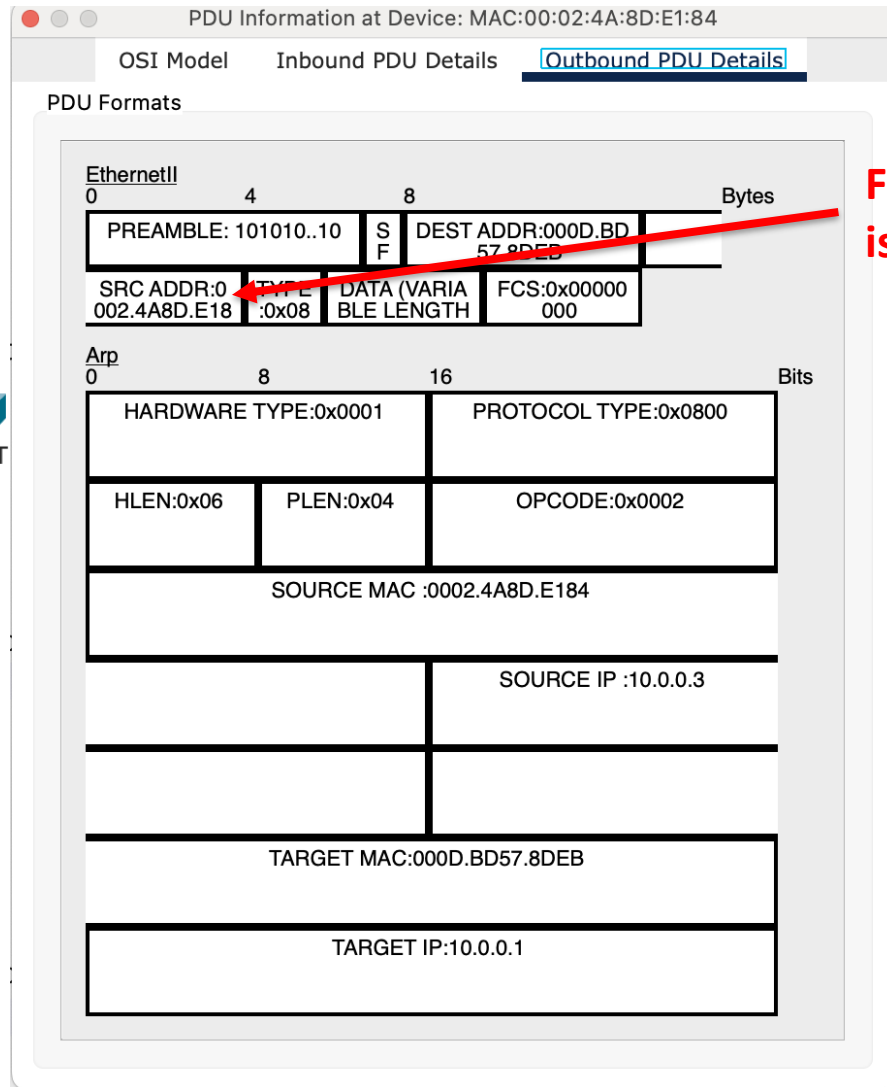 PDU Information at Device: MAC:00:02:4A:8D:E1:84
OSI Model Inbound PDU Details Outbound PDU Details
PDU Formats
EthernetII
0 4 8 Bytes
PREAMBLE: 101010..10
S
F
DEST ADDR:000D.BD
57.8DEB
SRC ADDR:0
002.4A8D.E18
TYPE
:0x08
DATA (VARIA
BLE LENGTH
FCS:0x00000
000
F
is
Arp
0 8 16 Bits
HARDWARE TYPE:0x0001 PROTOCOL TYPE:0x0800
HLEN:0x06 PLEN:0x04 OPCODE:0x0002
SOURCE MAC :0002.4A8D.E184
SOURCE IP :10.0.0.3
TARGET MAC:000D.BD57.8DEB
TARGET IP:10.0.0.1
T